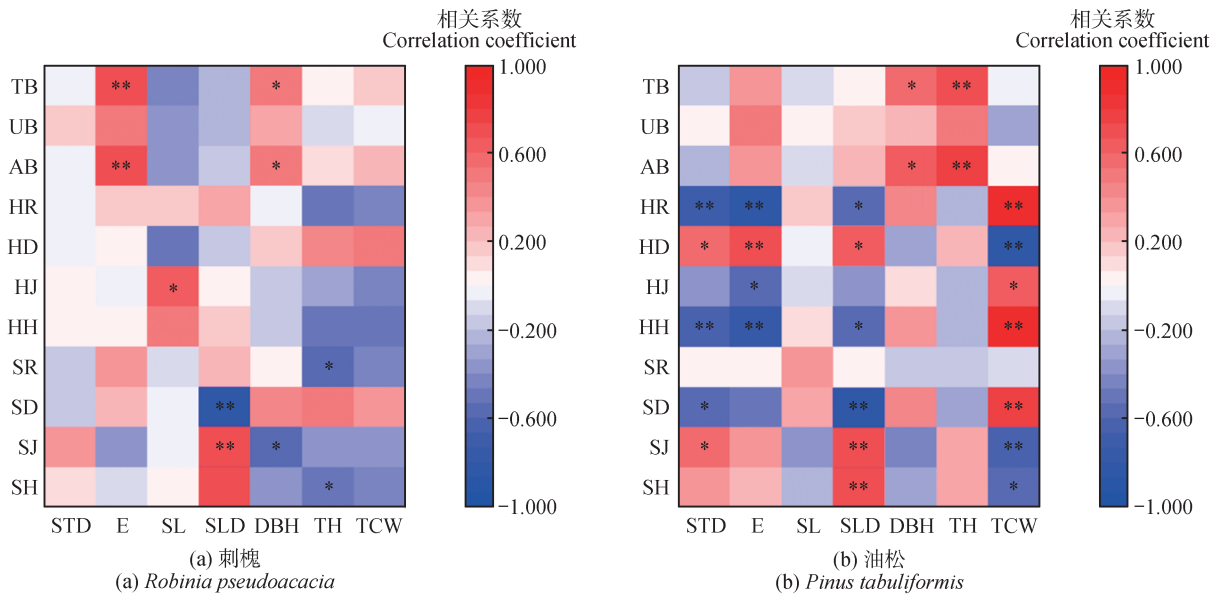 相关系数
Correlation coefficient
1.000
0.600
0.200
−0.200
−0.600
−1.000
TB ** *
UB
AB ** *
HR
HD
HJ *
HH
SR *
SD **
SJ ** *
SH *
STD E SL SLD DBH TH TCW
(a) 刺槐
(a) Robinia pseudoacacia
相关系数
Correlation coefficient
1.000
0.600
0.200
−0.200
−0.600
−1.000
TB * **
UB
AB * **
HR ** ** * **
HD * ** * **
HJ * *
HH ** ** * **
SR
SD * ** **
SJ * ** **
SH ** *
STD E SL SLD DBH TH TCW
(b) 油松
(b) Pinus tabuliformis